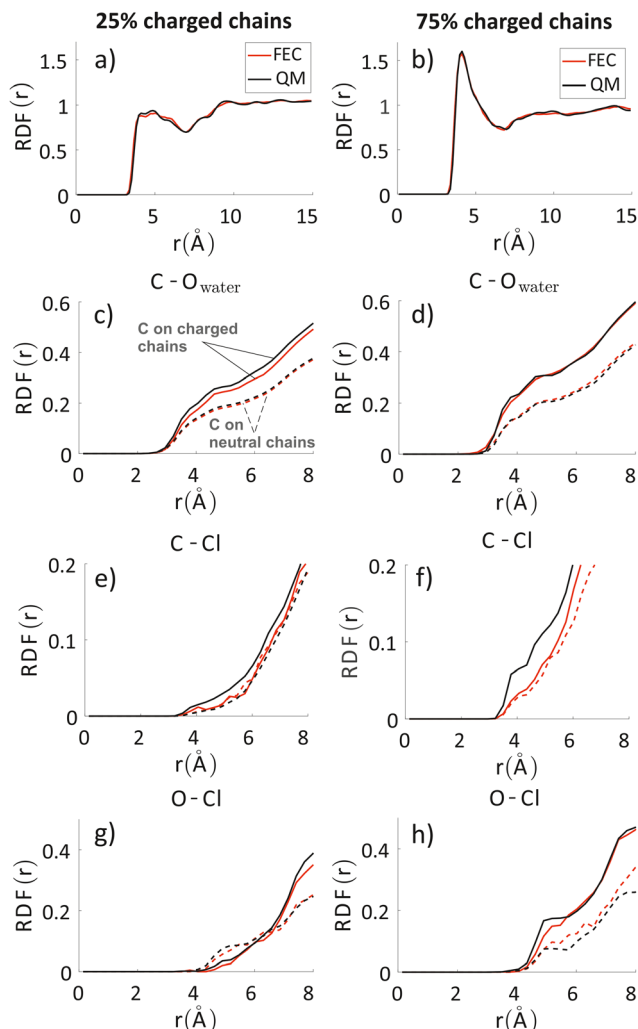 25% charged chains
75% charged chains
a)
FEC
QM
RDF(r)
1.5
1
0.5
0
0 5 10 15
r(Å)
b)
FEC
QM
RDF(r)
1.5
1
0.5
0
0 5 10 15
r(Å)
C - Owater
c)
C on charged
chains
C on
neutral chains
RDF(r)
0.6
0.4
0.2
0
0 2 4 6 8
r(Å)
C - Owater
d)
RDF(r)
0.6
0.4
0.2
0
0 2 4 6 8
r(Å)
C - Cl
e)
RDF(r)
0.2
0.1
0
0 2 4 6 8
r(Å)
C - Cl
f)
RDF(r)
0.2
0.1
0
0 2 4 6 8
r(Å)
O - Cl
g)
RDF(r)
0.4
0.2
0
0 2 4 6 8
r(Å)
O - Cl
h)
RDF(r)
0.4
0.2
0
0 2 4 6 8
r(Å)